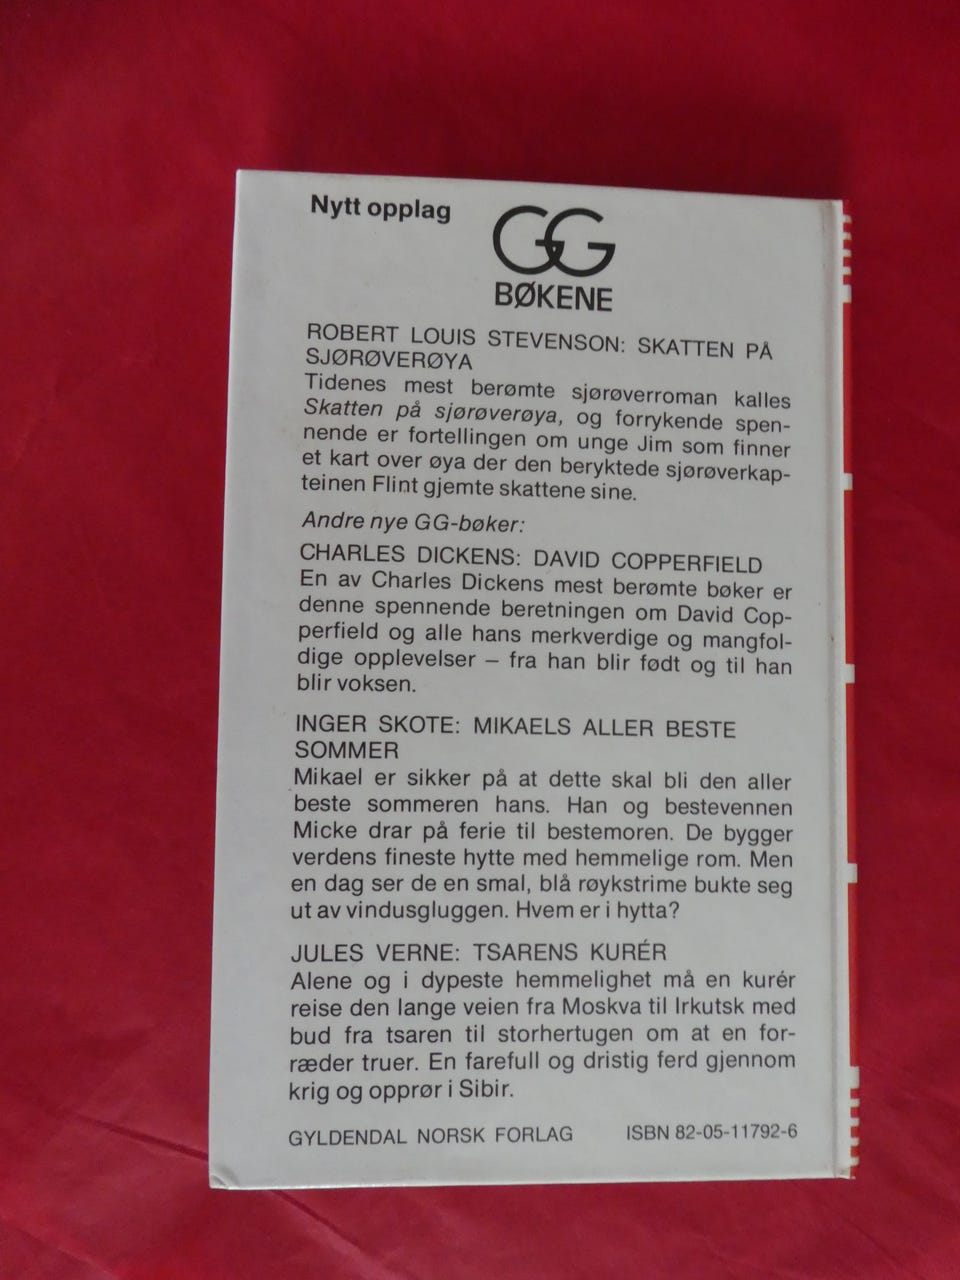 Nytt opplag
GG
BØKENE
ROBERT LOUIS STEVENSON: SKATTEN PÅ
SJØRØVERØYA
Tidenes mest berømte sjørøverroman kalles
Skatten på sjørøverøya, og forrykende spen-
nende er fortellingen om unge Jim som finner
et kart over øya der den beryktede sjørøverkap-
teinen Flint gjemte skattene sine.
Andre nye GG-bøker:
CHARLES DICKENS: DAVID COPPERFIELD
En av Charles Dickens mest berømte bøker er
denne spennende beretningen om David Cop-
perfield og alle hans merkverdige og mangfol-
dige opplevelser – fra han blir født og til han
blir voksen.
INGER SKOTE: MIKAELS ALLER BESTE
SOMMER
Mikael er sikker på at dette skal bli den aller
beste sommeren hans. Han og bestevennen
Micke drar på ferie til bestemoren. De bygger
verdens fineste hytte med hemmelige rom. Men
en dag ser de en smal, blå røykstrime bukte seg
ut av vindusgluggen. Hvem er i hytta?
JULES VERNE: TSARENS KURÉR
Alene og i dypeste hemmelighet må en kurér
reise den lange veien fra Moskva til Irkutsk med
bud fra tsaren til storhertugen om at en for-
ræder truer. En farefull og dristig ferd gjennom
krig og opprør i Sibir.
GYLDENDAL NORSK FORLAG ISBN 82-05-11792-6